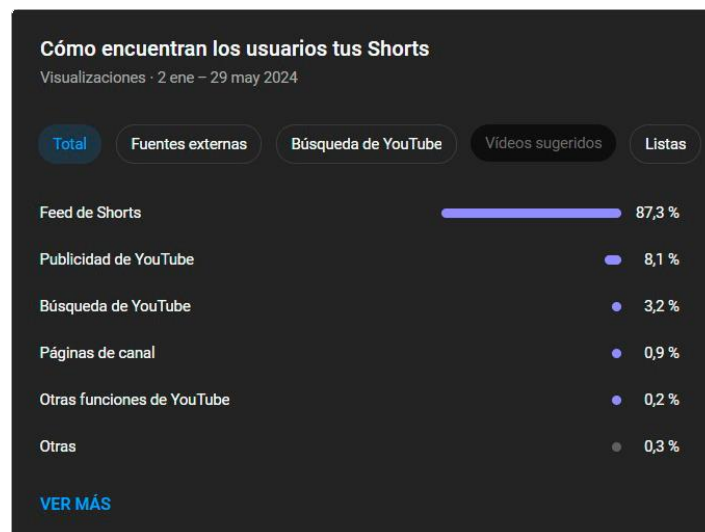 Cómo encuentran los usuarios tus Shorts
Visualizaciones · 2 ene – 29 may 2024
Total Fuentes externas Búsqueda de YouTube Vídeos sugeridos Listas
Feed de Shorts 87,3 %
Publicidad de YouTube 8,1 %
Búsqueda de YouTube 3,2 %
Páginas de canal 0,9 %
Otras funciones de YouTube 0,2 %
Otras 0,3 %
VER MÁS